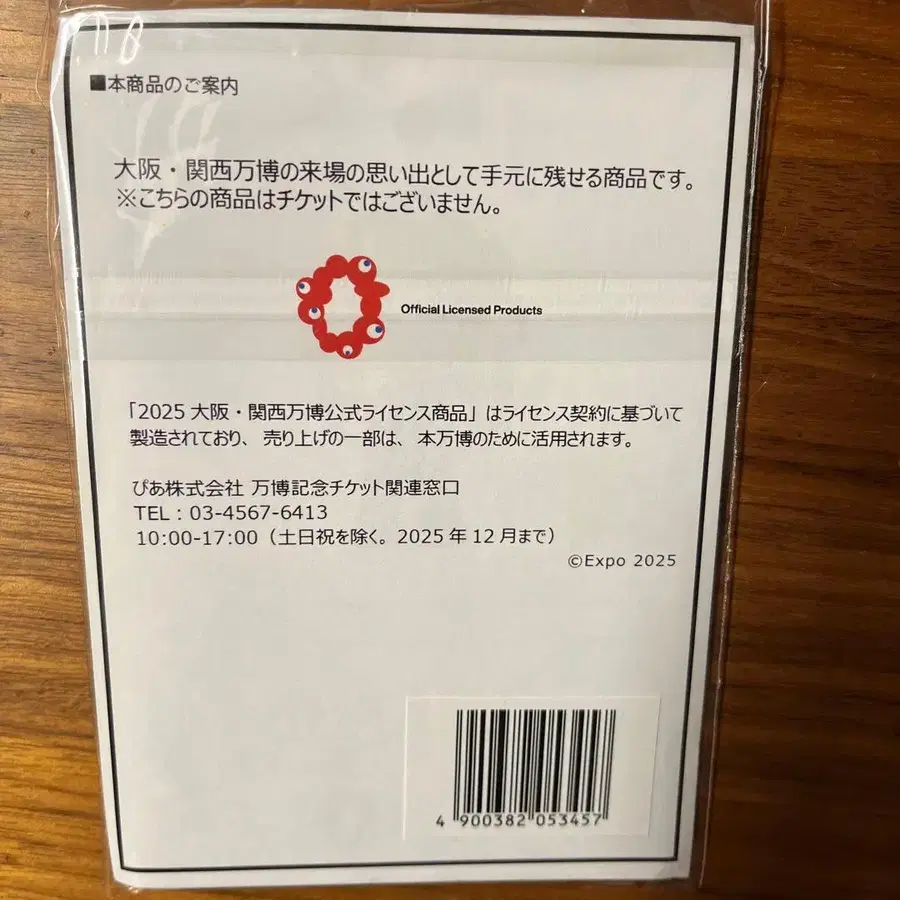 ■本商品のご案内
大阪・関西万博の来場の思い出として手元に残せる商品です。
※こちらの商品はチケットではございません。
Official Licensed Products
「2025 大阪・関西万博公式ライセンス商品」はライセンス契約に基づいて
製造されており、売り上げの一部は、本万博のために活用されます。
ぴあ株式会社 万博記念チケット関連窓口
TEL：03-4567-6413
10:00-17:00（土日祝を除く。2025年12月まで）
©Expo 2025
4 900382 053457